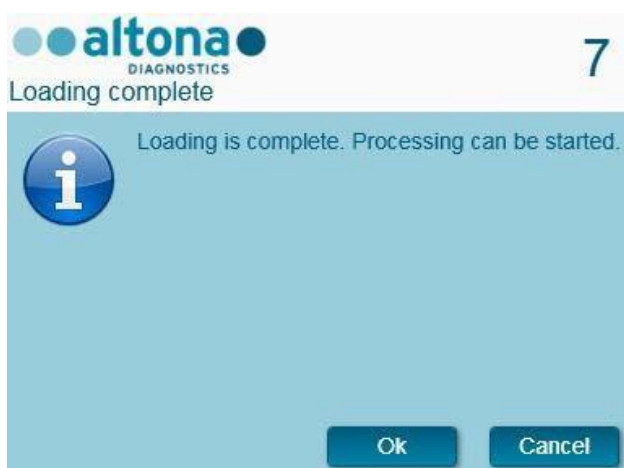 altona
DIAGNOSTICS
7
Loading complete
Loading is complete. Processing can be started.
Ok
Cancel